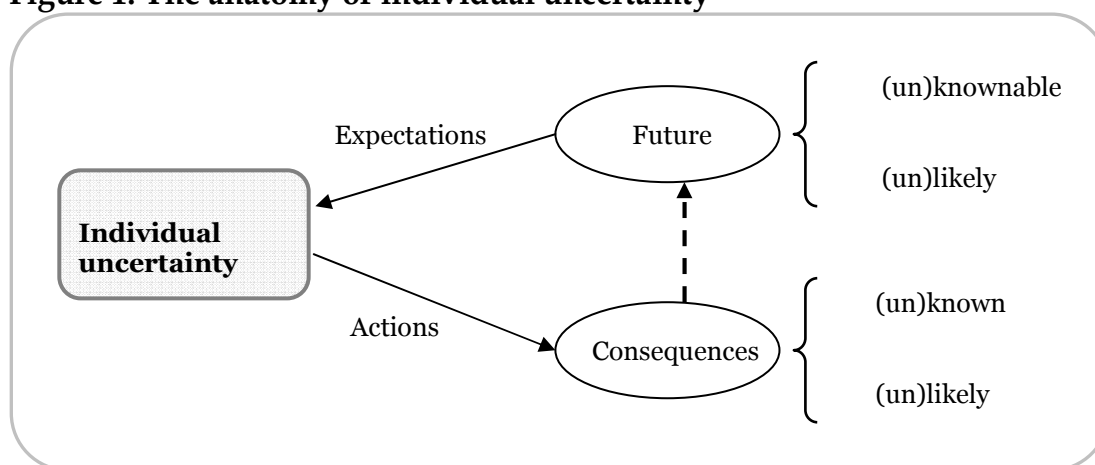 Figure 1. The anatomy of individual uncertainty
(un)knownable
Expectations
Future
(un)likely
Individual
uncertainty
(un)known
Actions
Consequences
(un)likely